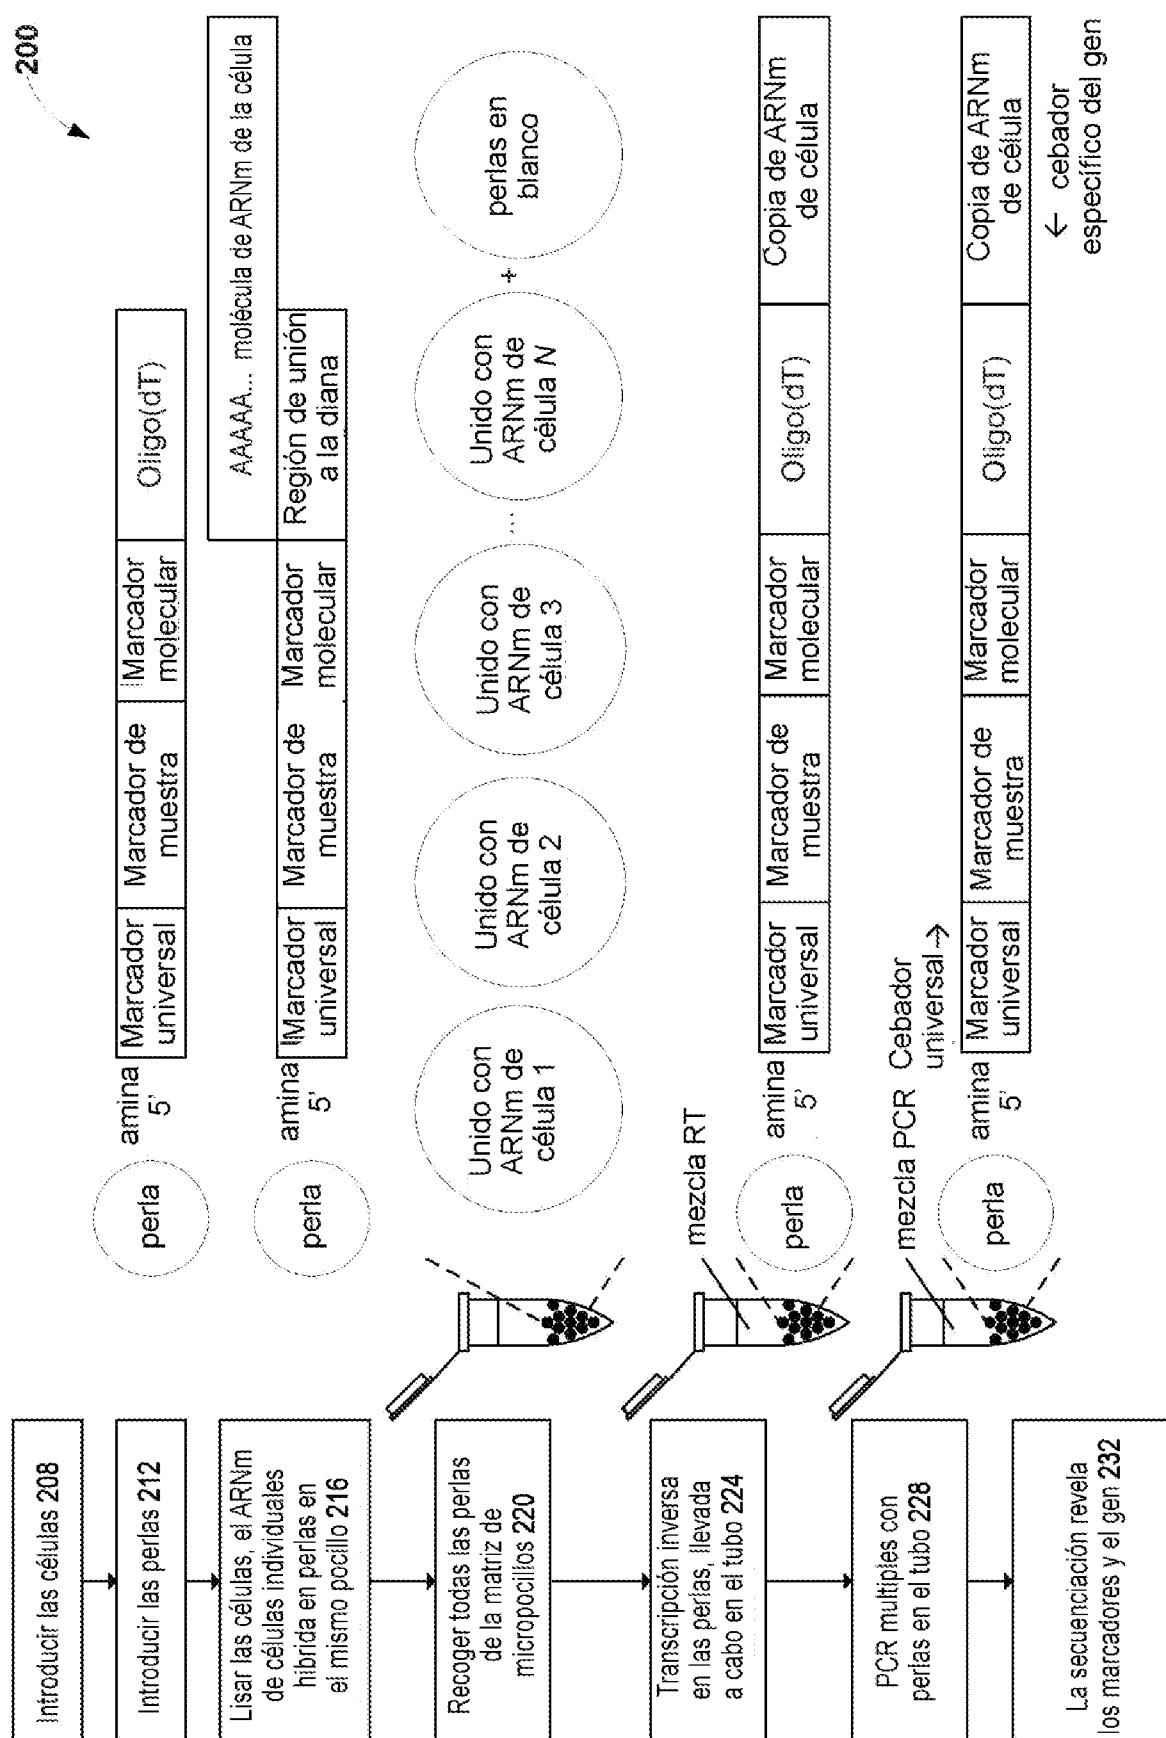 200
Introducir las células 208
Introducir las perlas 212
perla
amina
5'
Marcador
universal
Marcador de
muestra
Marcador
molecular
Oligo(dT)
Lisar las células, el ARNm
de células individuales
hibrida en perlas en
el mismo pocillo 216
perla
amina
5'
Marcador
universal
Marcador de
muestra
Marcador
molecular
Región de unión
a la diana
AAAAA... molécula de ARNm de la célula
Recoger todas las perlas
de la matriz de
micropocillos 220
Unido con
ARNm de
célula 1
Unido con
ARNm de
célula 2
Unido con
ARNm de
célula 3
...
Unido con
ARNm de
célula N
+
perlas en
blanco
Transcripción inversa
en las perlas, llevada
a cabo en el tubo 224
mezcla RT
perla
amina
5'
Marcador
universal
Marcador de
muestra
Marcador
molecular
Oligo(dT)
Copia de ARNm
de célula
PCR multiples con
perlas en el tubo 228
mezcla PCR
Cebador
universal→
perla
amina
5'
Marcador
universal
Marcador de
muestra
Marcador
molecular
Oligo(dT)
Copia de ARNm
de célula
← cebador
específico del gen
La secuenciación revela
los marcadores y el gen 232